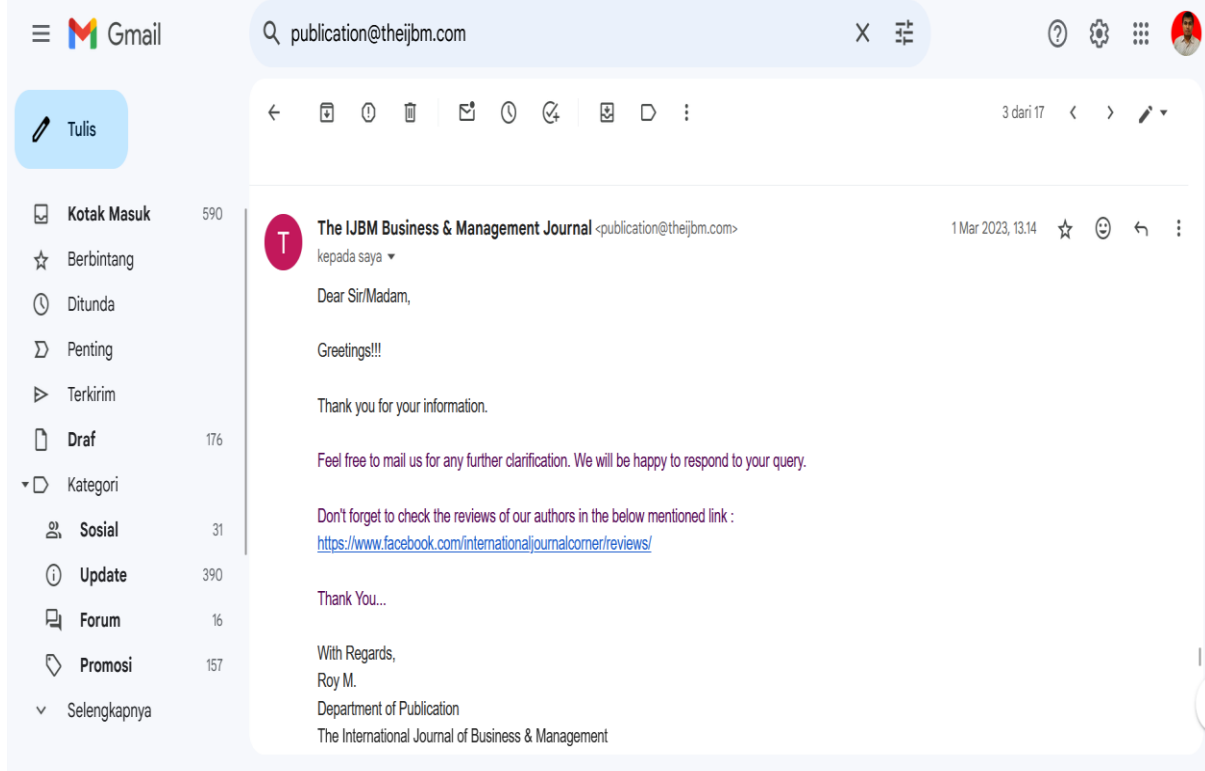 Gmail
publication@theijbm.com
Tulis
3 dari 17
Kotak Masuk 590
Berbintang
Ditunda
Penting
Terkirim
Draf 176
Kategori
Sosial 31
Update 390
Forum 16
Promosi 157
Selengkapnya
T
The IJBM Business & Management Journal <publication@theijbm.com>
1 Mar 2023, 13.14
kepada saya
Dear Sir/Madam,
Greetings!!!
Thank you for your information.
Feel free to mail us for any further clarification. We will be happy to respond to your query.
Don't forget to check the reviews of our authors in the below mentioned link :
https://www.facebook.com/internationaljournalcorner/reviews/
Thank You...
With Regards,
Roy M.
Department of Publication
The International Journal of Business & Management